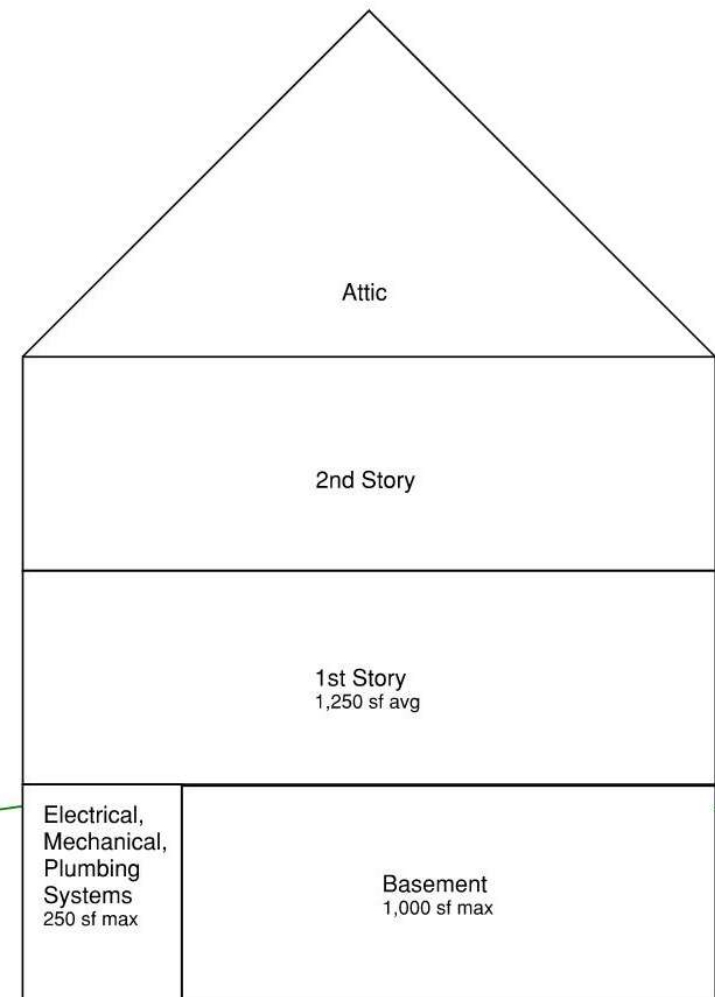 Attic
2nd Story
1st Story
1,250 sf avg
Electrical,
Mechanical,
Plumbing
Systems
250 sf max
Basement
1,000 sf max